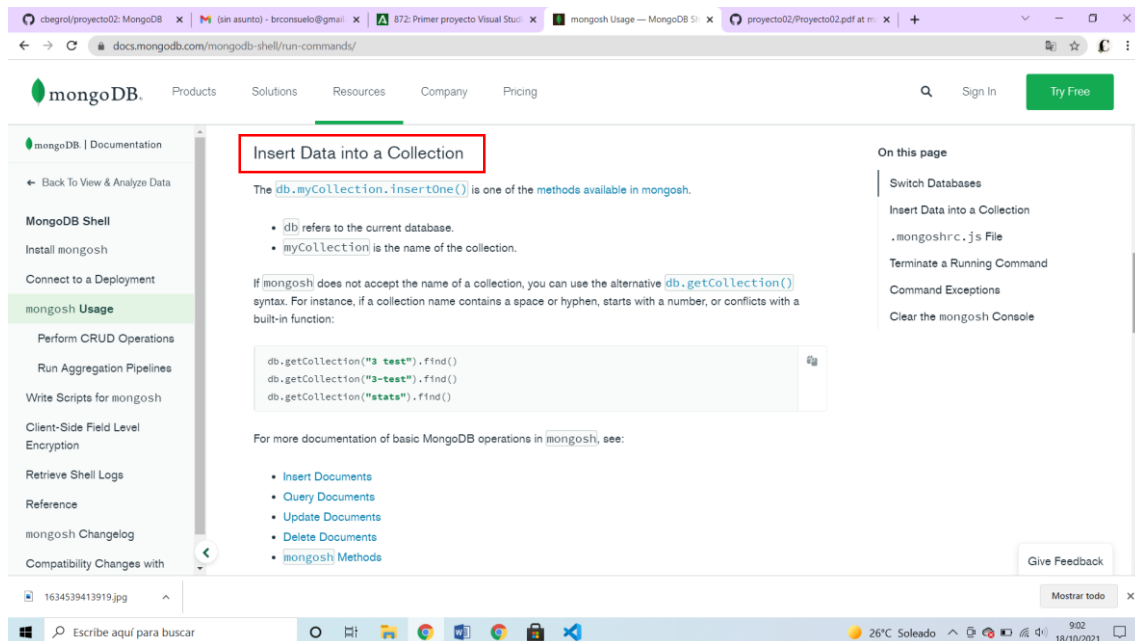 cbegrol/proyecto02: MongoDB
(sin asunto) - brconsuelo@gmail
872: Primer proyecto Visual Studi
mongosh Usage — MongoDB Sh
proyecto02/Proyecto02.pdf at m
docs.mongodb.com/mongodb-shell/run-commands/
mongoDB.
Products
Solutions
Resources
Company
Pricing
Sign In
Try Free
mongoDB. | Documentation
← Back To View & Analyze Data
MongoDB Shell
Install mongosh
Connect to a Deployment
mongosh Usage
Perform CRUD Operations
Run Aggregation Pipelines
Write Scripts for mongosh
Client-Side Field Level
Encryption
Retrieve Shell Logs
Reference
mongosh Changelog
Compatibility Changes with
Insert Data into a Collection
The db.myCollection.insertOne() is one of the methods available in mongosh.
• db refers to the current database.
• myCollection is the name of the collection.
If mongosh does not accept the name of a collection, you can use the alternative db.getCollection()
syntax. For instance, if a collection name contains a space or hyphen, starts with a number, or conflicts with a
built-in function:
db.getCollection("3 test").find()
db.getCollection("3-test").find()
db.getCollection("stats").find()
For more documentation of basic MongoDB operations in mongosh, see:
• Insert Documents
• Query Documents
• Update Documents
• Delete Documents
• mongosh Methods
On this page
Switch Databases
Insert Data into a Collection
.mongoshrc.js File
Terminate a Running Command
Command Exceptions
Clear the mongosh Console
Give Feedback
1634539413919.jpg
Mostrar todo
Escribe aquí para buscar
26°C Soleado
9:02
18/10/2021